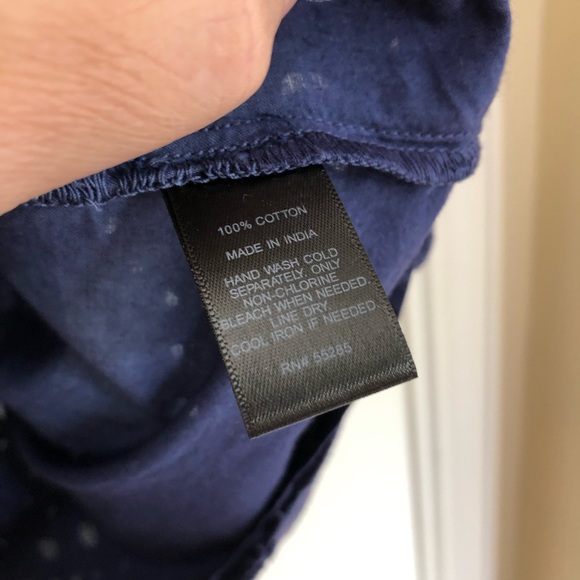 100% COTTON
MADE IN INDIA
HAND WASH COLD
SEPARATELY. ONLY
NON-CHLORINE
BLEACH WHEN NEEDED.
LINE DRY
COOL IRON IF NEEDED.
RN# 55285